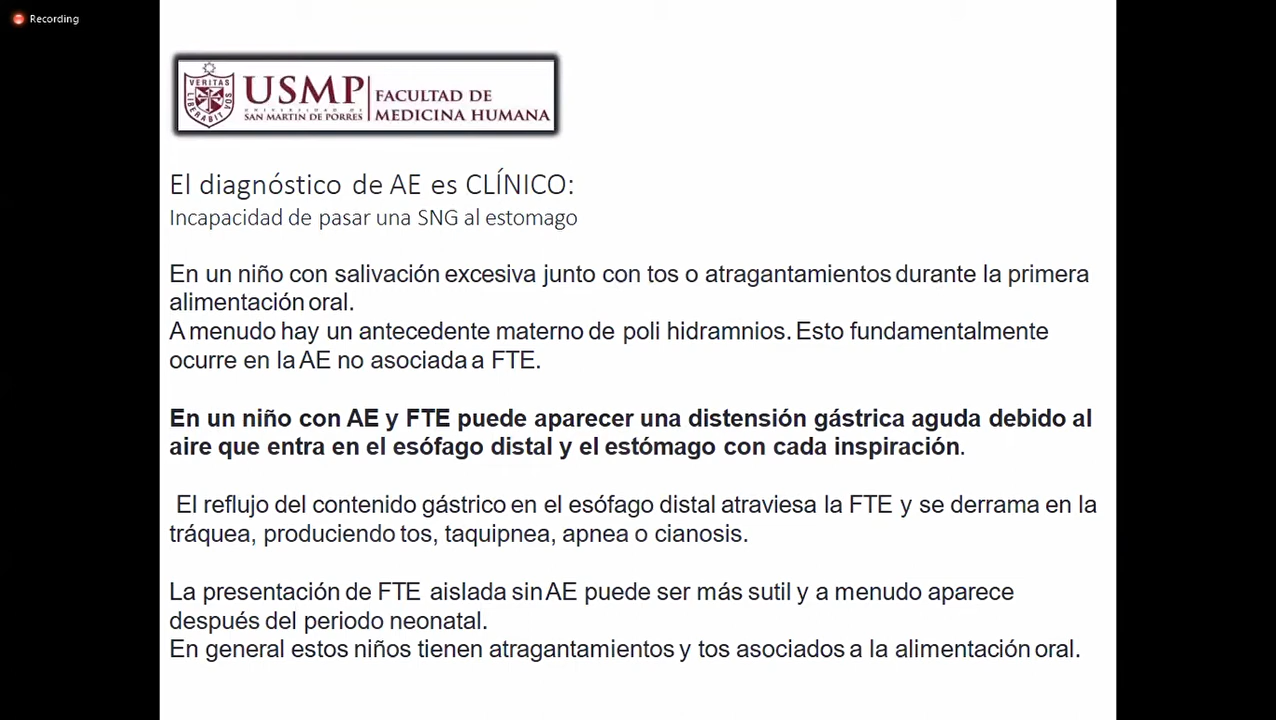 Recording
VERITAS
LIBERABIT VOS
USMP
UNIVERSIDAD DE
SAN MARTIN DE PORRES
FACULTAD DE
MEDICINA HUMANA
El diagnóstico de AE es CLÍNICO:
Incapacidad de pasar una SNG al estomago
En un niño con salivación excesiva junto con tos o atragantamientos durante la primera
alimentación oral.
A menudo hay un antecedente materno de poli hidramnios. Esto fundamentalmente
ocurre en la AE no asociada a FTE.
En un niño con AE y FTE puede aparecer una distensión gástrica aguda debido al
aire que entra en el esófago distal y el estómago con cada inspiración.
El reflujo del contenido gástrico en el esófago distal atraviesa la FTE y se derrama en la
tráquea, produciendo tos, taquipnea, apnea o cianosis.
La presentación de FTE aislada sin AE puede ser más sutil y a menudo aparece
después del periodo neonatal.
En general estos niños tienen atragantamientos y tos asociados a la alimentación oral.